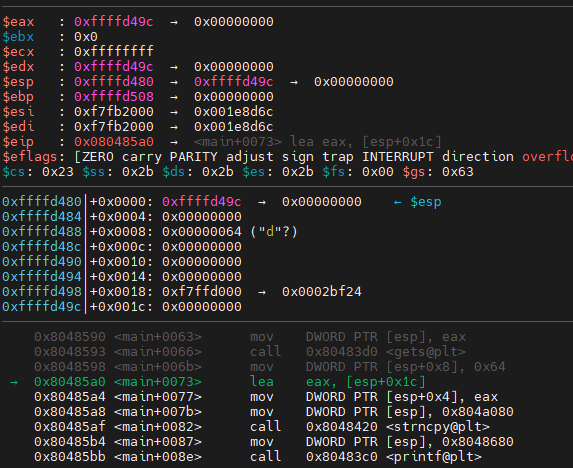 $eax   : 0xffffd49c  →  0x00000000
$ebx   : 0x0
$ecx   : 0xffffffff
$edx   : 0xffffd49c  →  0x00000000
$esp   : 0xffffd480  →  0xffffd49c  →  0x00000000
$ebp   : 0xffffd508  →  0x00000000
$esi   : 0xf7fb2000  →  0x001e8d6c
$edi   : 0xf7fb2000  →  0x001e8d6c
$eip   : 0x080485a0  →  <main+0073> lea eax, [esp+0x1c]
$eflags: [ZERO carry PARITY adjust sign trap INTERRUPT direction overflo
$cs: 0x23 $ss: 0x2b $ds: 0x2b $es: 0x2b $fs: 0x00 $gs: 0x63
0xffffd480│+0x0000: 0xffffd49c  →  0x00000000    ← $esp
0xffffd484│+0x0004: 0x00000000
0xffffd488│+0x0008: 0x00000064 ("d"?)
0xffffd48c│+0x000c: 0x00000000
0xffffd490│+0x0010: 0x00000000
0xffffd494│+0x0014: 0x00000000
0xffffd498│+0x0018: 0xf7ffd000  →  0x0002bf24
0xffffd49c│+0x001c: 0x00000000
0x8048590 <main+0063>      mov    DWORD PTR [esp], eax
0x8048593 <main+0066>      call   0x80483d0 <gets@plt>
0x8048598 <main+006b>      mov    DWORD PTR [esp+0x8], 0x64
→  0x80485a0 <main+0073>      lea    eax, [esp+0x1c]
0x80485a4 <main+0077>      mov    DWORD PTR [esp+0x4], eax
0x80485a8 <main+007b>      mov    DWORD PTR [esp], 0x804a080
0x80485af <main+0082>      call   0x8048420 <strncpy@plt>
0x80485b4 <main+0087>      mov    DWORD PTR [esp], 0x8048680
0x80485bb <main+008e>      call   0x80483c0 <printf@plt>